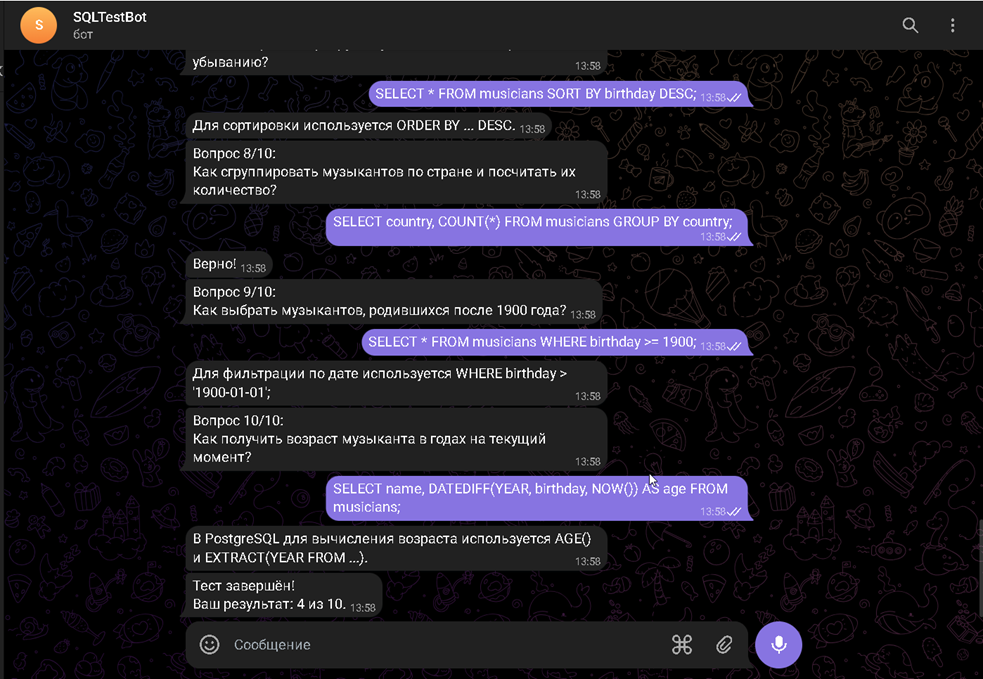 S
SQLTestBot
бот
убыванию?
13:58
SELECT * FROM musicians SORT BY birthday DESC; 13:58
Для сортировки используется ORDER BY ... DESC. 13:58
Вопрос 8/10:
Как сгруппировать музыкантов по стране и посчитать их
количество?
13:58
SELECT country, COUNT(*) FROM musicians GROUP BY country;
13:58
Верно! 13:58
Вопрос 9/10:
Как выбрать музыкантов, родившихся после 1900 года? 13:58
SELECT * FROM musicians WHERE birthday >= 1900; 13:58
Для фильтрации по дате используется WHERE birthday >
'1900-01-01';
13:58
Вопрос 10/10:
Как получить возраст музыканта в годах на текущий
момент?
13:58
SELECT name, DATEDIFF(YEAR, birthday, NOW()) AS age FROM
musicians;
13:58
В PostgreSQL для вычисления возраста используется AGE()
и EXTRACT(YEAR FROM ...).
13:58
Тест завершён!
Ваш результат: 4 из 10. 13:58
Сообщение